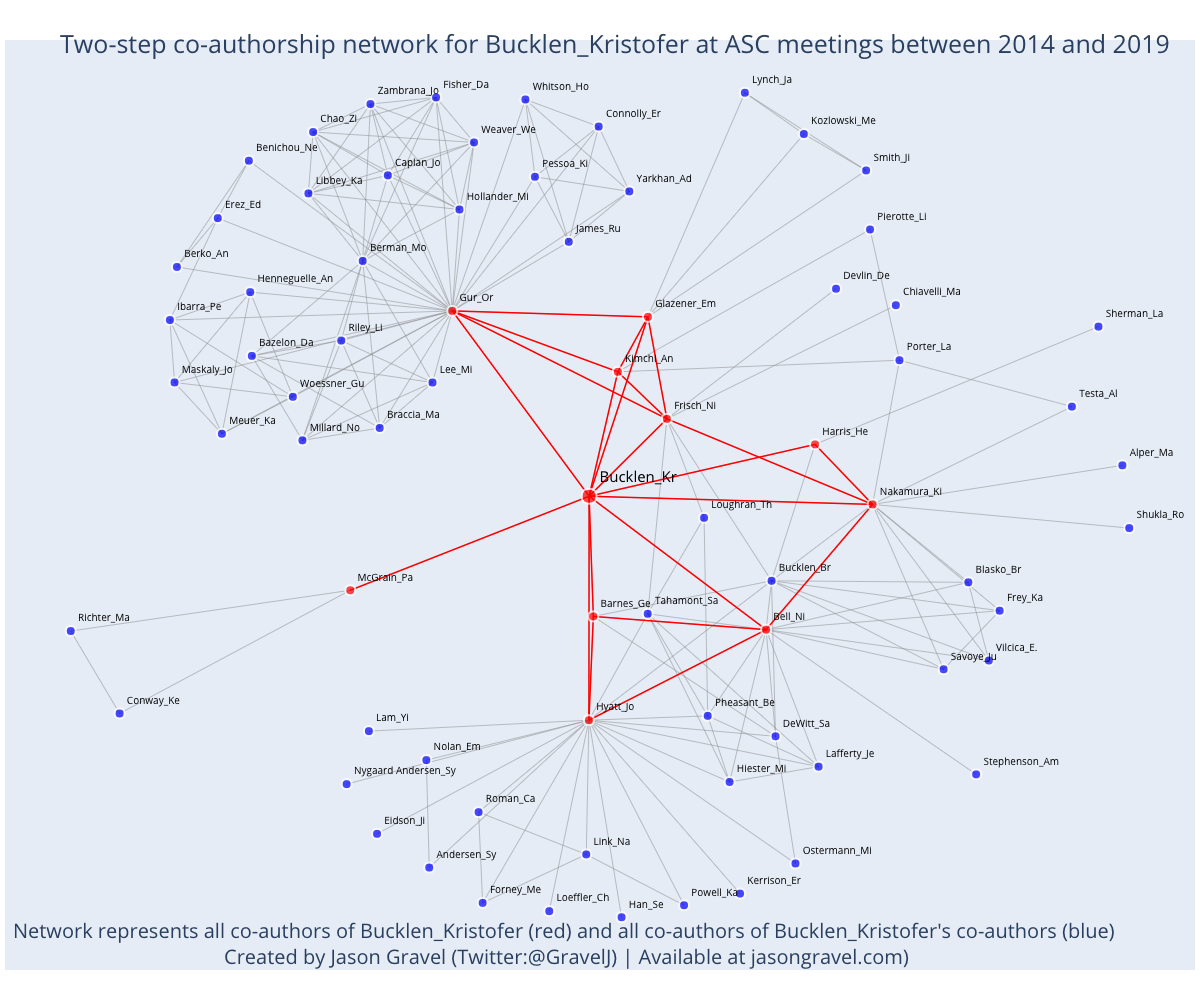 Two-step co-authorship network for Bucklen_Kristofer at ASC meetings between 2014 and 2019
Lynch_Ja
Zambrana_Jo
Fisher_Da
Whitson_Ho
Chao_Zi
Connolly_Er
Kozlowski_Me
Weaver_We
Benichou_Ne
Smith_Ji
Caplan_Jo
Pessoa_Ki
Libbey_Ka
Yarkhan_Ad
Hollander_Mi
Erez_Ed
Pierotte_Li
James_Ru
Berman_Mo
Berko_An
Henneguelle_An
Devlin_De
Chiavelli_Ma
Gur_Or
Glazener_Em
Ibarra_Pe
Sherman_La
Riley_Li
Bazelon_Da
Kimchi_An
Porter_La
Maskaly_Jo
Lee_Mi
Woessner_Gu
Testa_Al
Frisch_Ni
Braccia_Ma
Meuer_Ka
Millard_No
Harris_He
Alper_Ma
Bucklen_Kr
Nakamura_Ki
Loughran_Th
Shukla_Ro
Bucklen_Br
Blasko_Br
McGrain_Pa
Barnes_Ge
Tahamont_Sa
Frey_Ka
Richter_Ma
Bell_Ni
Vilcica_E.
Savoye_Ju
Conway_Ke
Pheasant_Be
Hyatt_Jo
Lam_Yi
DeWitt_Sa
Nolan_Em
Lafferty_Je
Stephenson_Am
Nygaard Andersen_Sy
Hiester_Mi
Roman_Ca
Eidson_Ji
Link_Na
Ostermann_Mi
Andersen_Sy
Kerrison_Er
Forney_Me
Loeffler_Ch
Powell_Ka
Han_Se
Network represents all co-authors of Bucklen_Kristofer (red) and all co-authors of Bucklen_Kristofer's co-authors (blue)
Created by Jason Gravel (Twitter:@GravelJ) | Available at jasongravel.com)